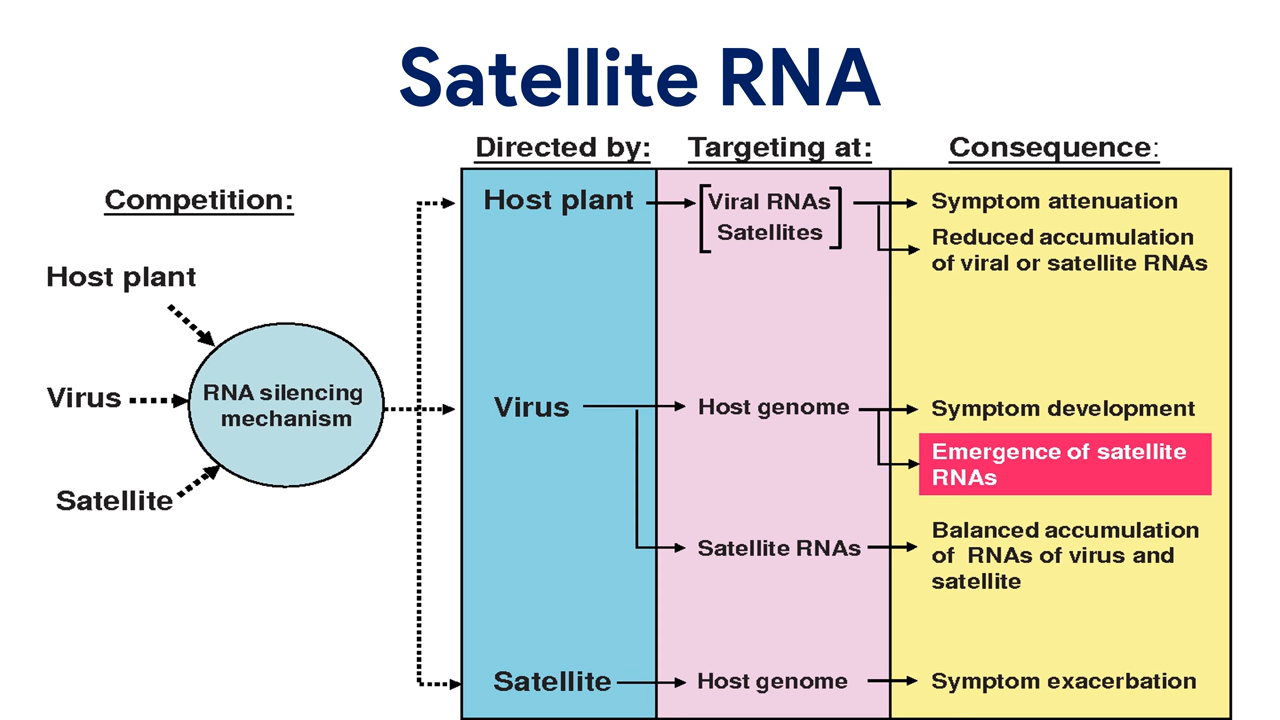 Satellite RNA
Directed by:
Targeting at:
Consequence:
Competition:
Host plant
Virus
Satellite
RNA silencing
mechanism
Host plant
Viral RNAs
Satellites
Symptom attenuation
Reduced accumulation
of viral or satellite RNAs
Virus
Host genome
Symptom development
Emergence of satellite
RNAs
Satellite RNAs
Balanced accumulation
of RNAs of virus and
satellite
Satellite
Host genome
Symptom exacerbation